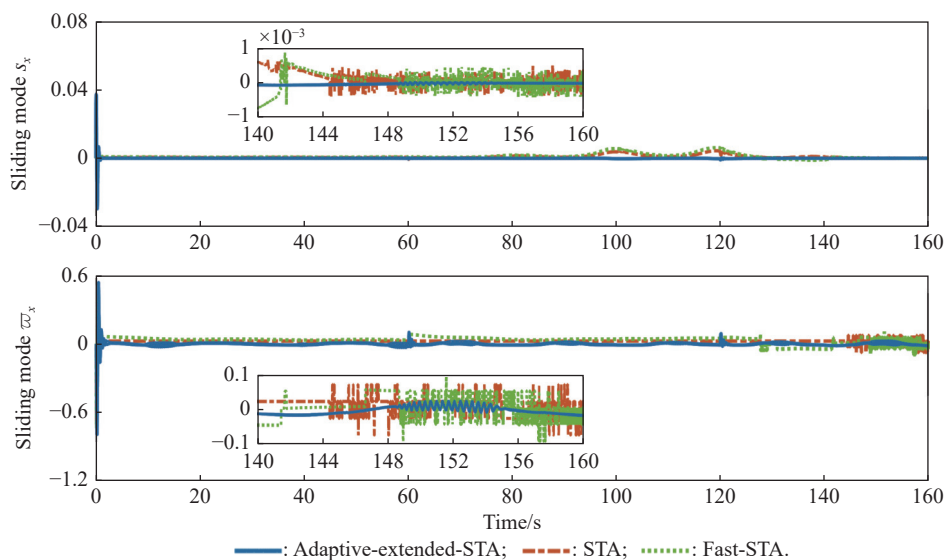 0.08
0.04
0
−0.04
Sliding mode sₓ
×10⁻³
1
0
−1
140 144 148 152 156 160
0 20 40 60 80 100 120 140 160
0.6
0
−0.6
−1.2
Sliding mode ϖₓ
0.1
0
−0.1
140 144 148 152 156 160
0 20 40 60 80 100 120 140 160
Time/s
: Adaptive-extended-STA; : STA; : Fast-STA.